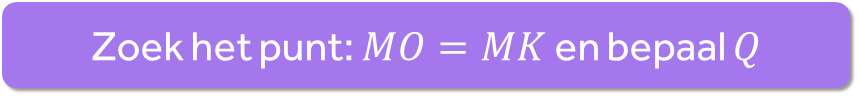 Zoek het punt: MO = MK en bepaal Q